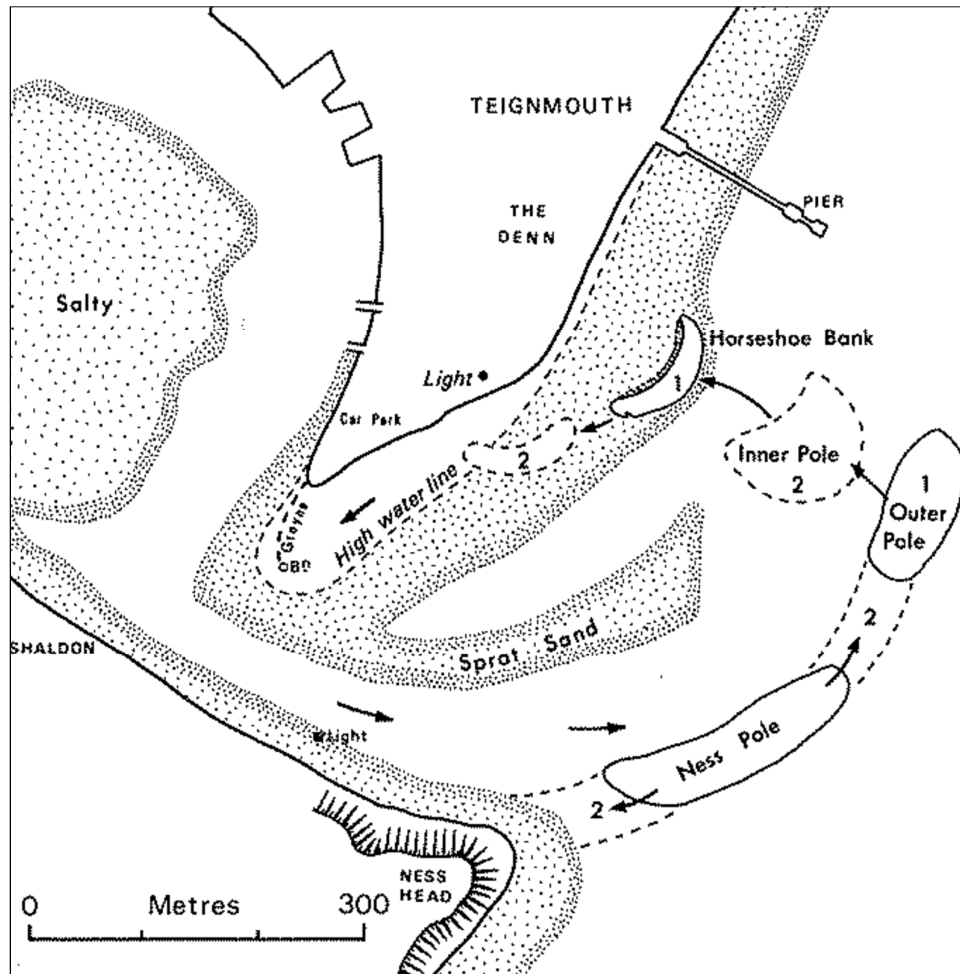 TEIGNMOUTH
PIER
THE
DENN
Salty
Horseshoe Bank
1
Light
Car Park
Inner Pole
2
1
Outer
Pole
2
High water line
Groyne
SHALDON
Sprat Sand
2
Light
Ness Pole
2
NESS
HEAD
0 Metres 300